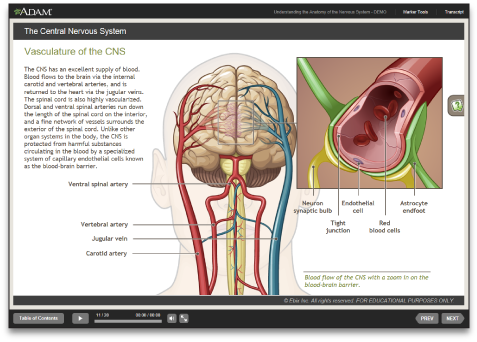 ADAM
Understanding the Anatomy of the Nervous System - DEMO
Marker Tools
Transcript
The Central Nervous System
Vasculature of the CNS
The CNS has an excellent supply of blood.
Blood flows to the brain via the internal
carotid and vertebral arteries, and is
returned to the heart via the jugular veins.
The spinal cord is also highly vascularized.
Dorsal and ventral spinal arteries run down
the length of the spinal cord on the interior,
and a fine network of vessels surrounds the
exterior of the spinal cord. Unlike other
organ systems in the body, the CNS is
protected from harmful substances
circulating in the blood by a specialized
system of capillary endothelial cells known
as the blood-brain barrier.
Ventral spinal artery
Vertebral artery
Jugular vein
Carotid artery
Neuron
synaptic bulb
Endothelial
cell
Astrocyte
endfoot
Tight
junction
Red
blood cells
Blood flow of the CNS with a zoom in on the
blood-brain barrier.
© Ebix Inc. All rights reserved. FOR EDUCATIONAL PURPOSES ONLY
Table of Contents
PREV
NEXT